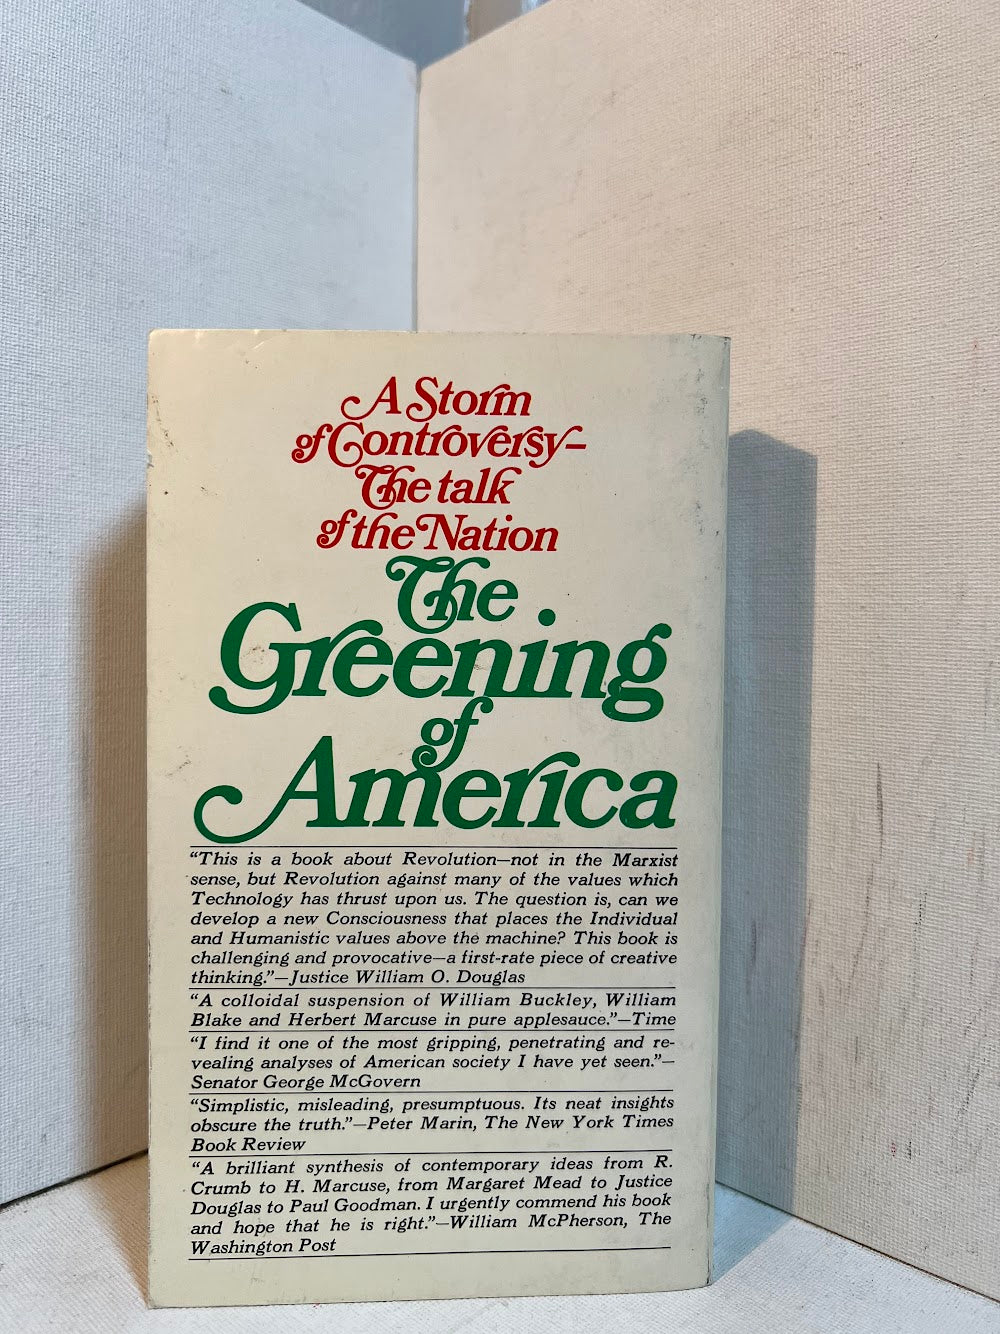 A Storm
of Controversy—
The talk
of the Nation
The
Greening
of
America
“This is a book about Revolution—not in the Marxist
sense, but Revolution against many of the values which
Technology has thrust upon us. The question is, can we
develop a new Consciousness that places the Individual
and Humanistic values above the machine? This book is
challenging and provocative—a first-rate piece of creative
thinking.”—Justice William O. Douglas
“A colloidal suspension of William Buckley, William
Blake and Herbert Marcuse in pure applesauce.”—Time
“I find it one of the most gripping, penetrating and re-
vealing analyses of American society I have yet seen.”—
Senator George McGovern
“Simplistic, misleading, presumptuous. Its neat insights
obscure the truth.”—Peter Marin, The New York Times
Book Review
“A brilliant synthesis of contemporary ideas from R.
Crumb to H. Marcuse, from Margaret Mead to Justice
Douglas to Paul Goodman. I urgently commend his book
and hope that he is right.”—William McPherson, The
Washington Post